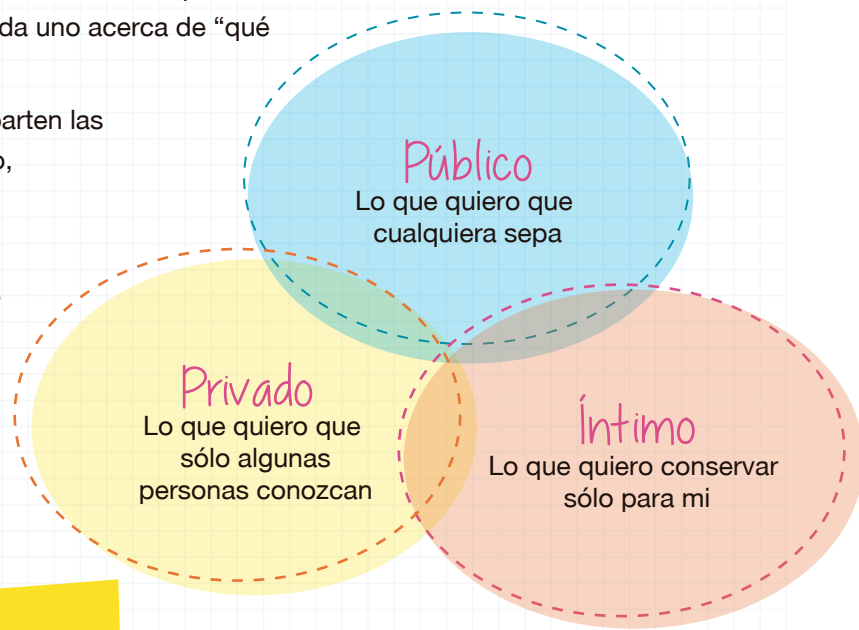 da uno acerca de “qué
arten las
o,
Público
Lo que quiero que
cualquiera sepa
Privado
Lo que quiero que
sólo algunas
personas conozcan
Íntimo
Lo que quiero conservar
sólo para mi